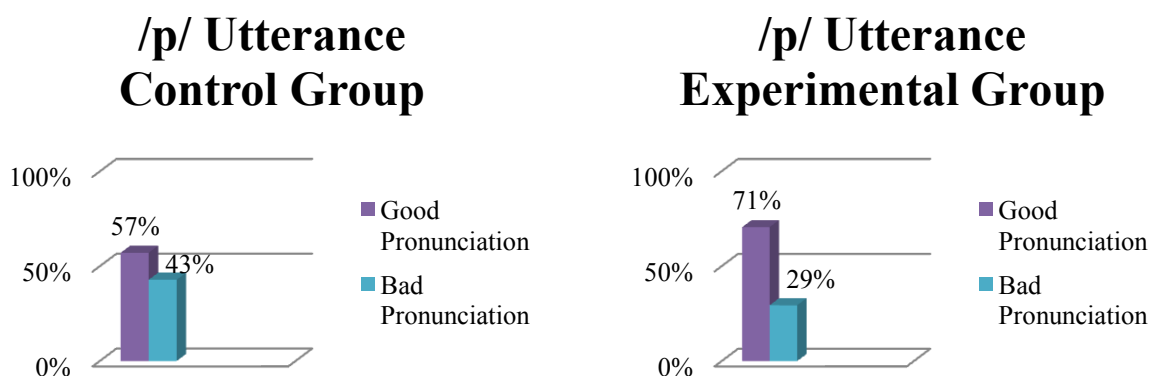 /p/ Utterance
Control Group
100%
50%
0%
57%
43%
Good
Pronunciation
Bad
Pronunciation
/p/ Utterance
Experimental Group
100%
50%
0%
71%
29%
Good
Pronunciation
Bad
Pronunciation